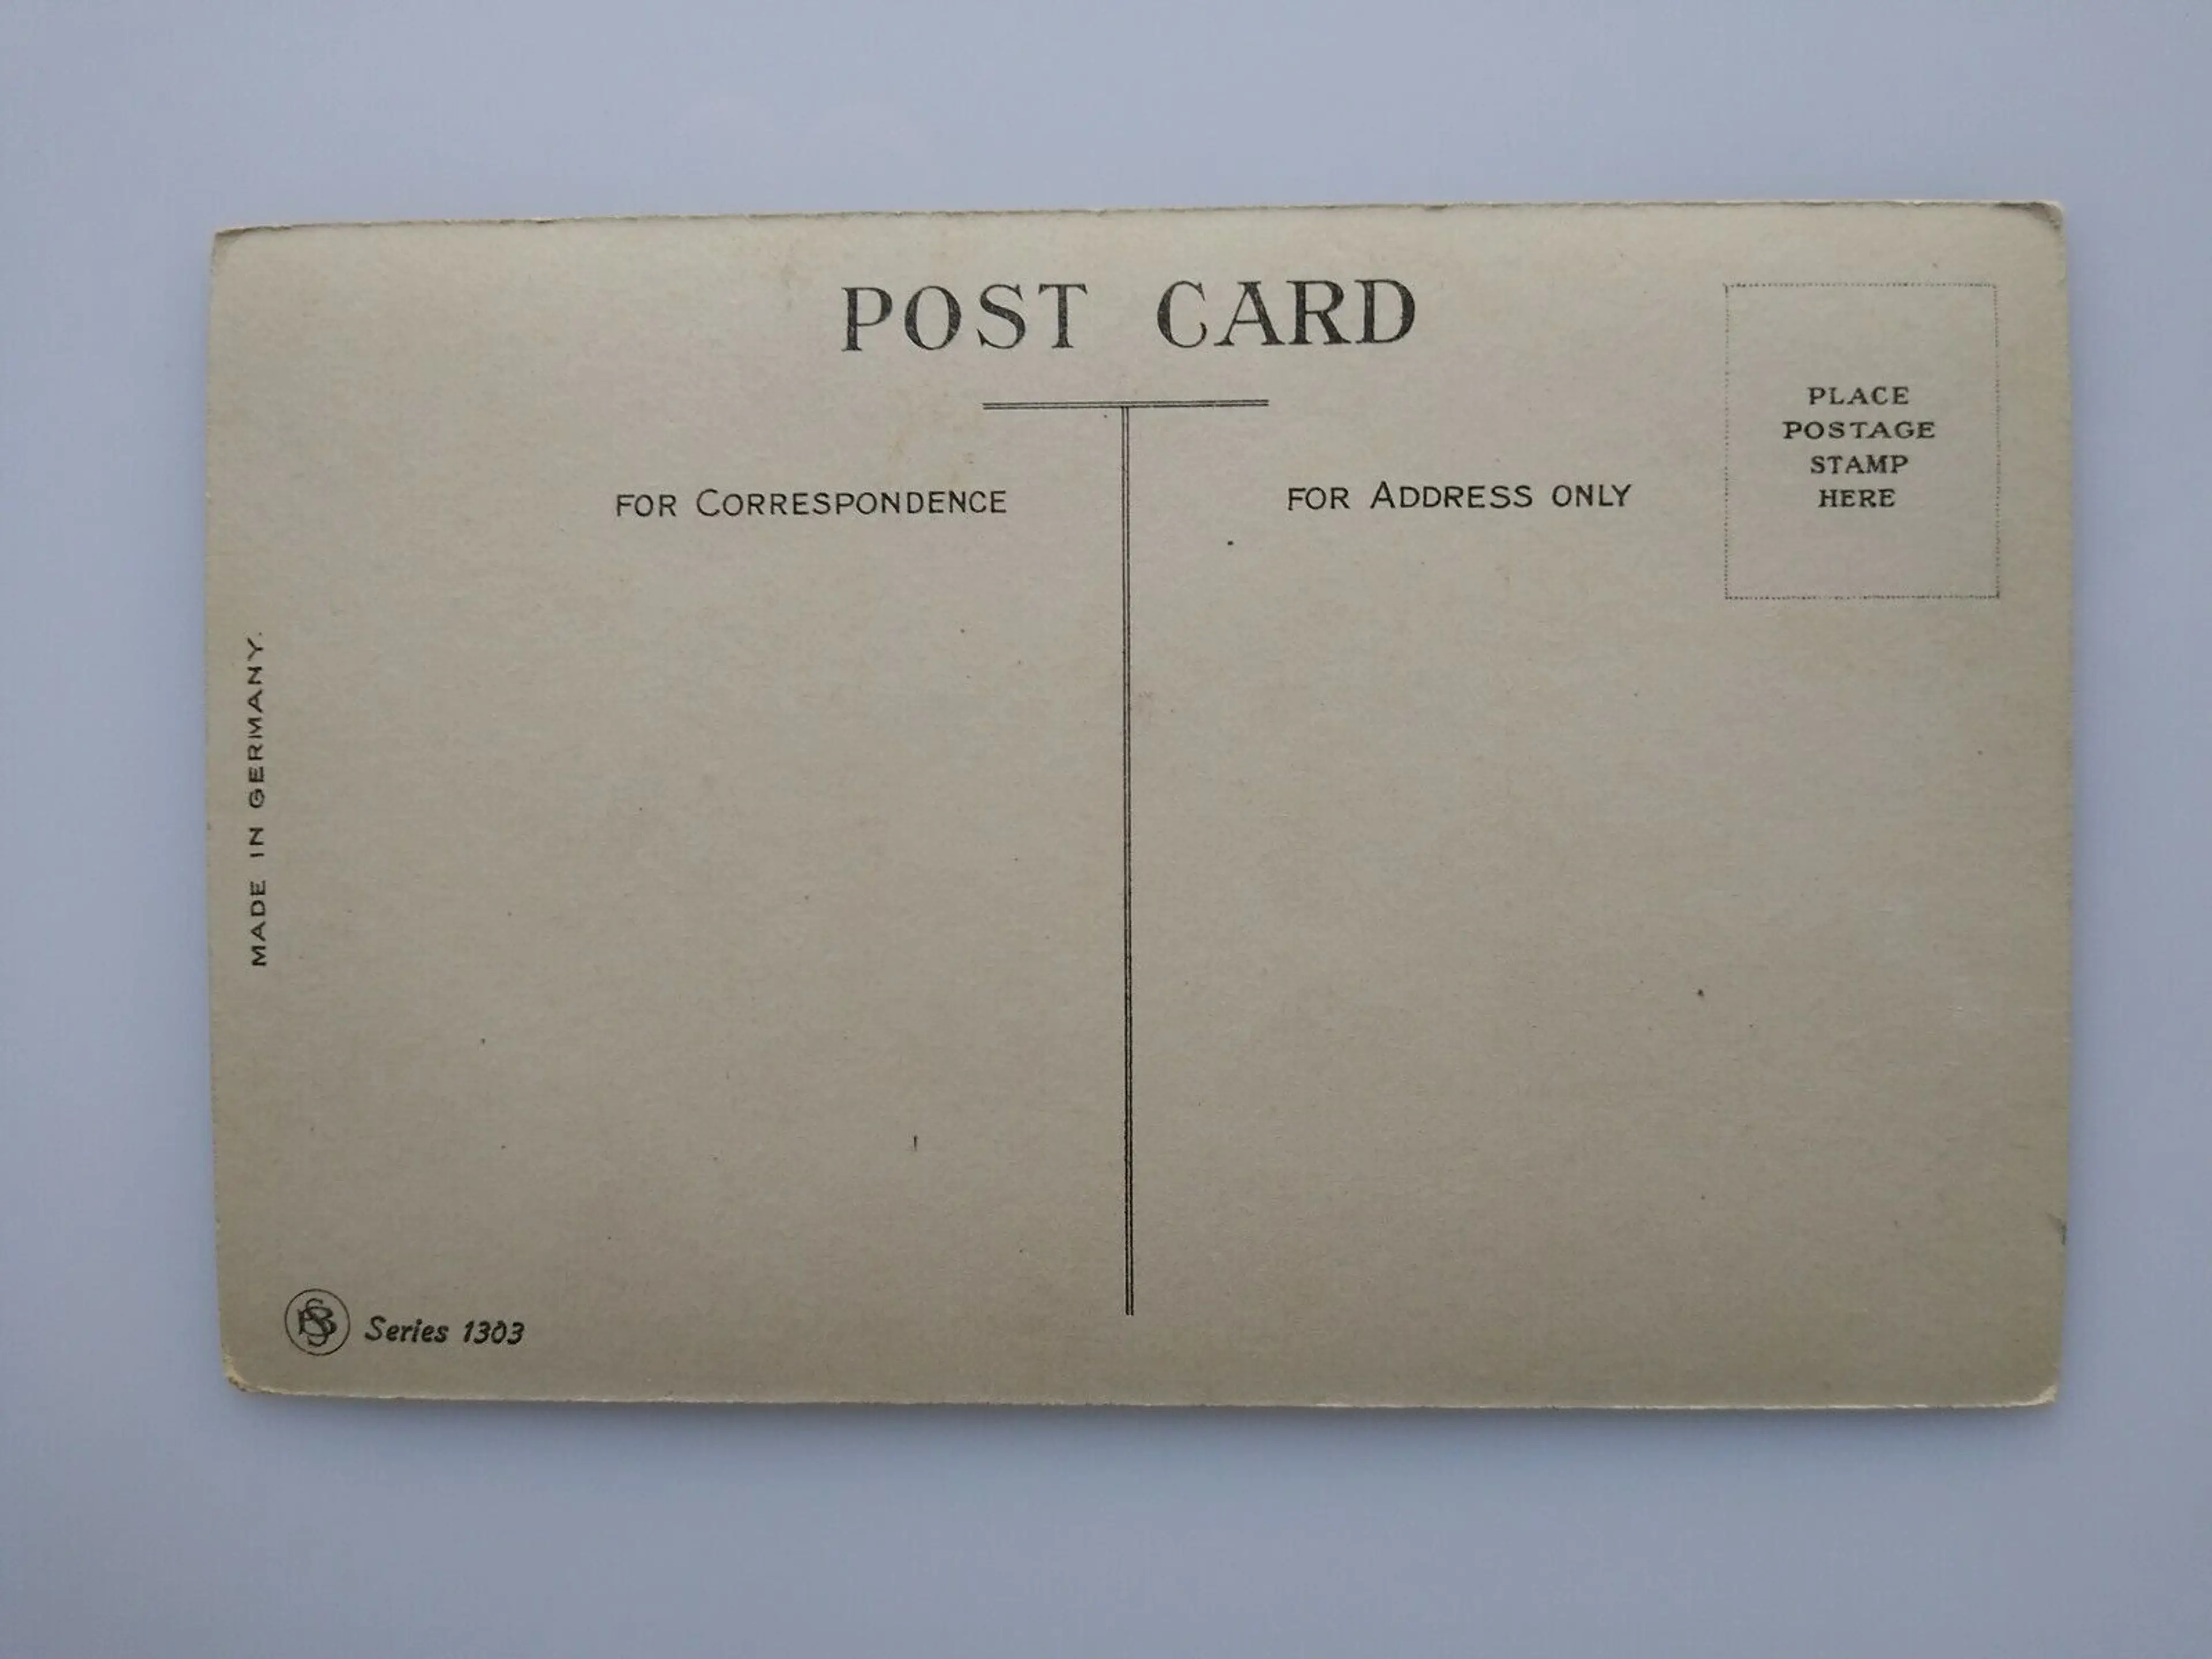 POST CARD
PLACE
POSTAGE
STAMP
HERE
FOR CORRESPONDENCE
FOR ADDRESS ONLY
MADE IN GERMANY.
Series 1303